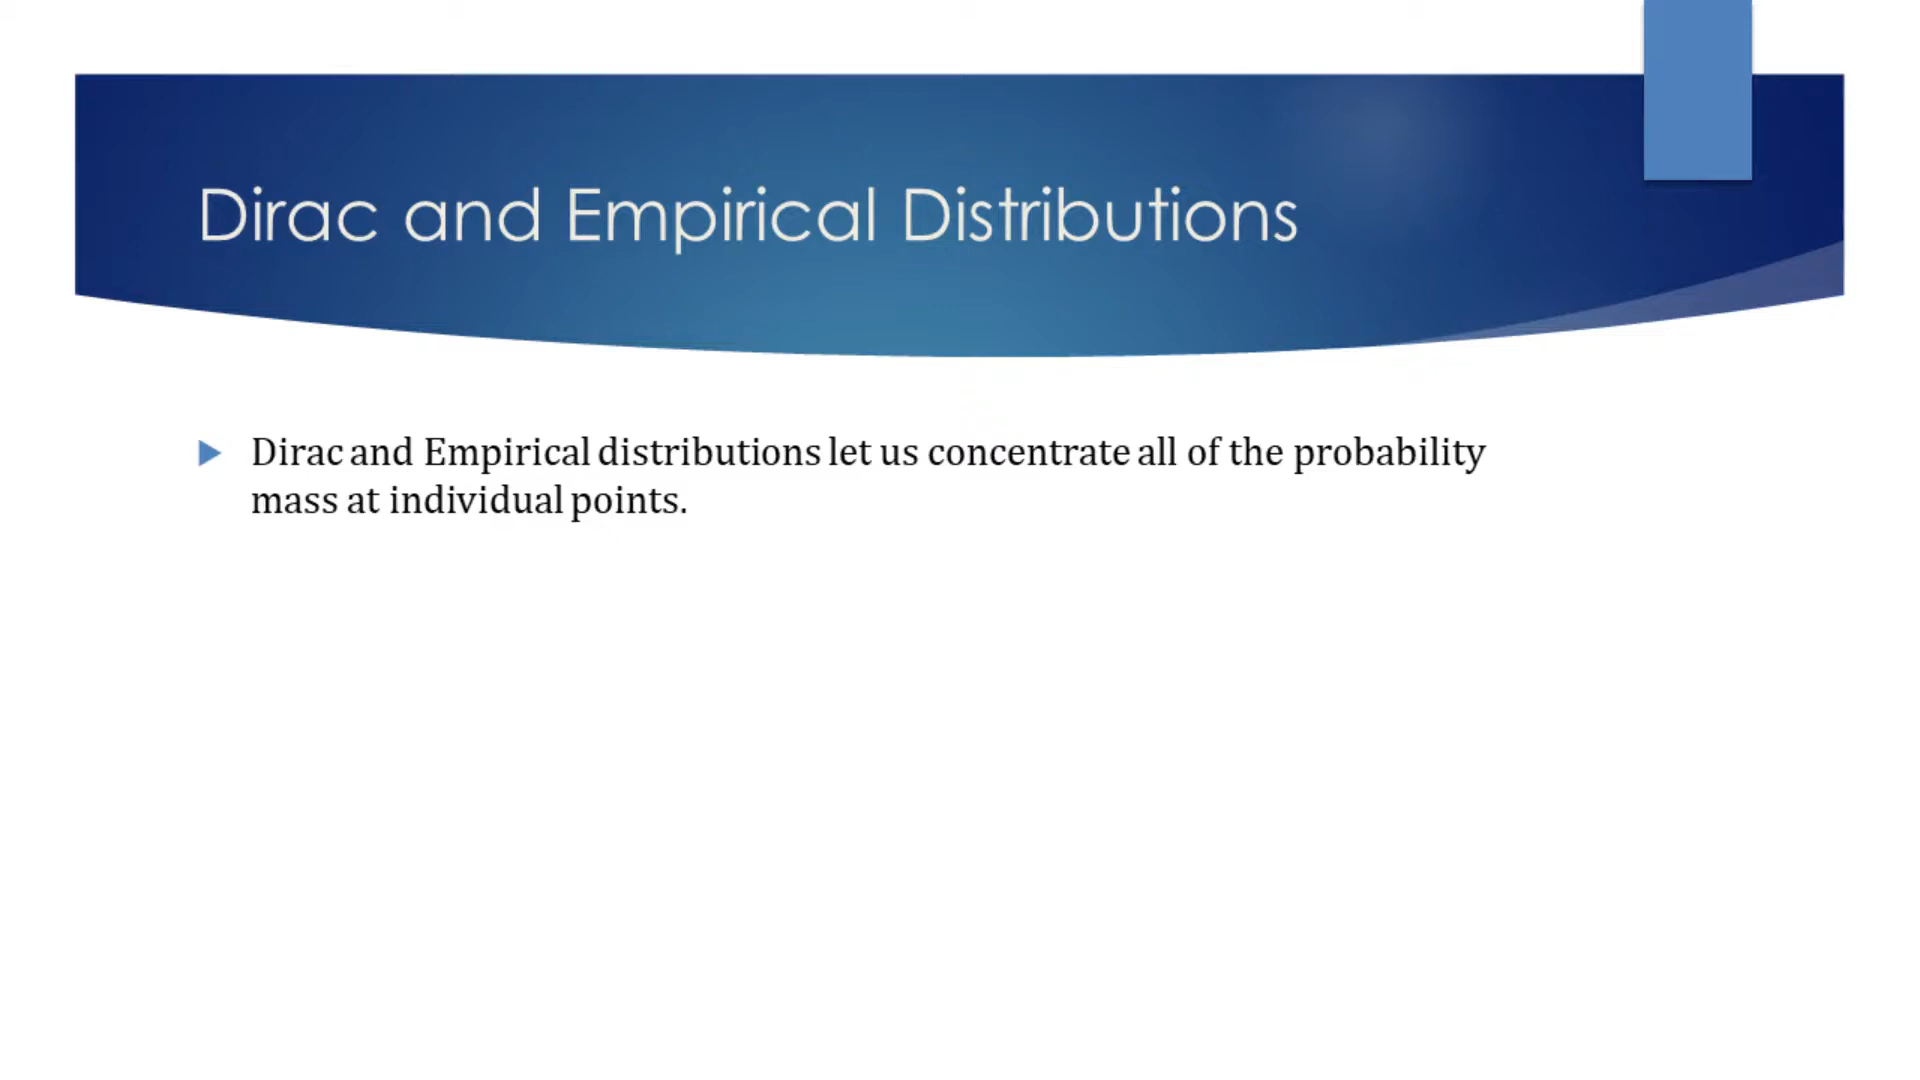 Dirac and Empirical Distributions
Dirac and Empirical distributions let us concentrate all of the probability
mass at individual points.